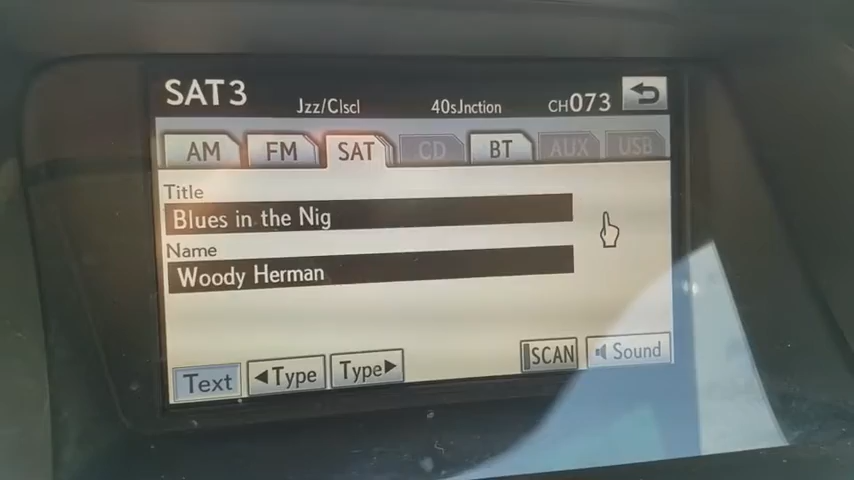 SAT3 Jzz/Clscl 40sJnction CH073
AM FM SAT CD BT AUX USB
Title
Blues in the Nig
Name
Woody Herman
Text ◀Type Type▶ SCAN Sound